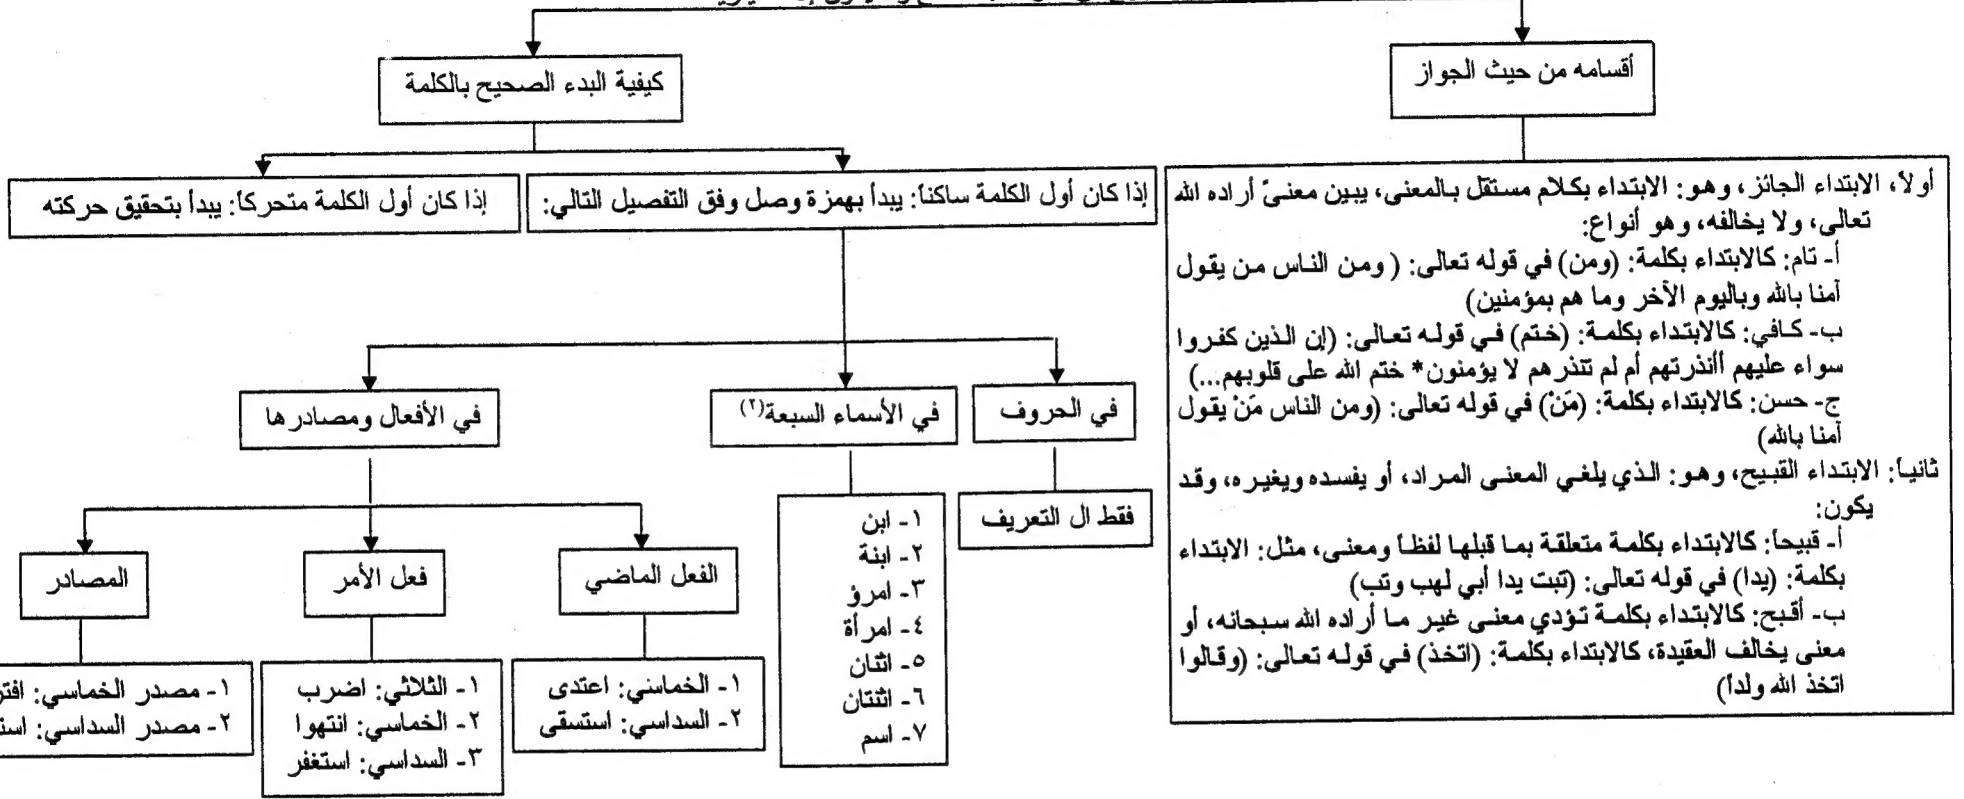 أقسامه من حيث الجواز
كيفية البدء الصحيح بالكلمة
أولاً، الابتداء الجائز، وهو: الابتداء بكلام مستقل بالمعنى، يبين معنىً أراده الله
تعالى، ولا يخالفه، وهو أنواع:
أ- تام: كالابتداء بكلمة: (ومن) في قوله تعالى: ( ومن الناس من يقول
آمنا بالله وباليوم الآخر وما هم بمؤمنين)
ب- كافي: كالابتداء بكلمة: (ختم) في قوله تعالى: (إن الذين كفروا
سواء عليهم أأنذرتهم أم لم تنذرهم لا يؤمنون* ختم الله على قلوبهم...)
ج- حسن: كالابتداء بكلمة: (مَنْ) في قوله تعالى: (ومن الناس مَنْ يقول
آمنا بالله)
ثانياً: الابتداء القبيح، وهو: الذي يلغي المعنى المراد، أو يفسده ويغيره، وقد
يكون:
أ- قبيحاً: كالابتداء بكلمة متعلقة بما قبلها لفظاً ومعنى، مثل: الابتداء
بكلمة: (يدا) في قوله تعالى: (تبت يدا أبي لهب وتب)
ب- أقبح: كالابتداء بكلمة تؤدي معنى غير ما أراده الله سبحانه، أو
معنى يخالف العقيدة، كالابتداء بكلمة: (اتخذ) في قوله تعالى: (وقالوا
اتخذ الله ولداً)
إذا كان أول الكلمة ساكناً: يبدأ بهمزة وصل وفق التفصيل التالي:
إذا كان أول الكلمة متحركاً: يبدأ بتحقيق حركته
في الحروف
في الأسماء السبعة(٢)
في الأفعال ومصادرها
فقط ال التعريف
١- ابن
٢- ابنة
٣- امرؤ
٤- امرأة
٥- اثنان
٦- اثنتان
٧- اسم
الفعل الماضي
فعل الأمر
المصادر
١- الخماسي: اعتدى
٢- السداسي: استسقى
١- الثلاثي: اضرب
٢- الخماسي: انتهوا
٣- السداسي: استغفر
١- مصدر الخماسي:
٢- مصدر السداسي: